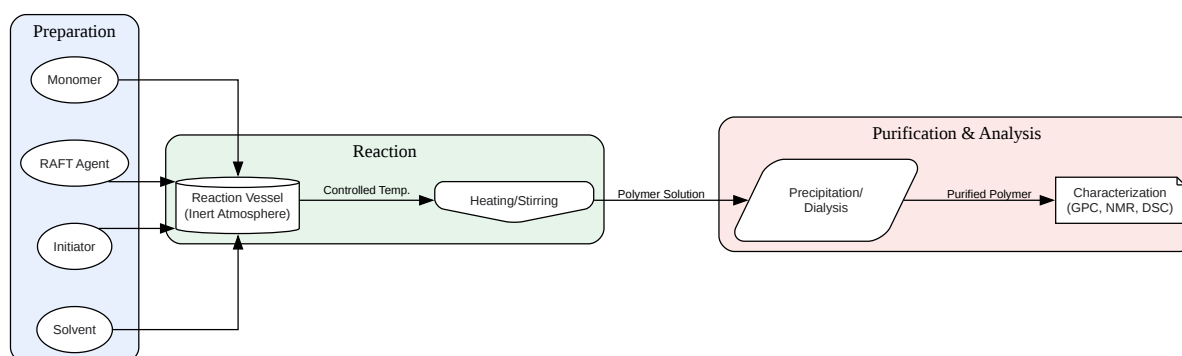 Preparation
Monomer
RAFT Agent
Initiator
Solvent
Reaction
Reaction Vessel
(Inert Atmosphere)
Controlled Temp.
Heating/Stirring
Polymer Solution
Purification & Analysis
Precipitation/
Dialysis
Purified Polymer
Characterization
(GPC, NMR, DSC)